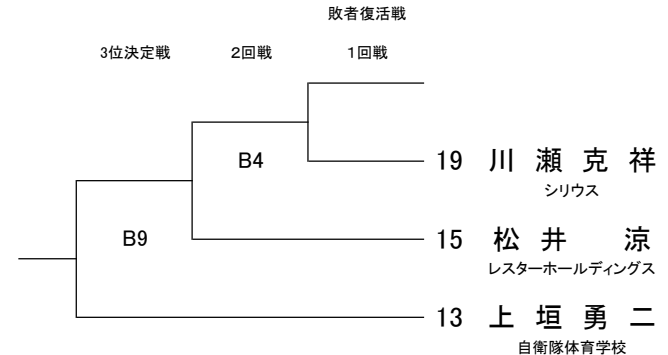 敗者復活戦
3位決定戦 2回戦 1回戦
B4
19 川瀬克祥
シリウス
B9
15 松井 涼
レスターホールディングス
13 上垣勇二
自衛隊体育学校